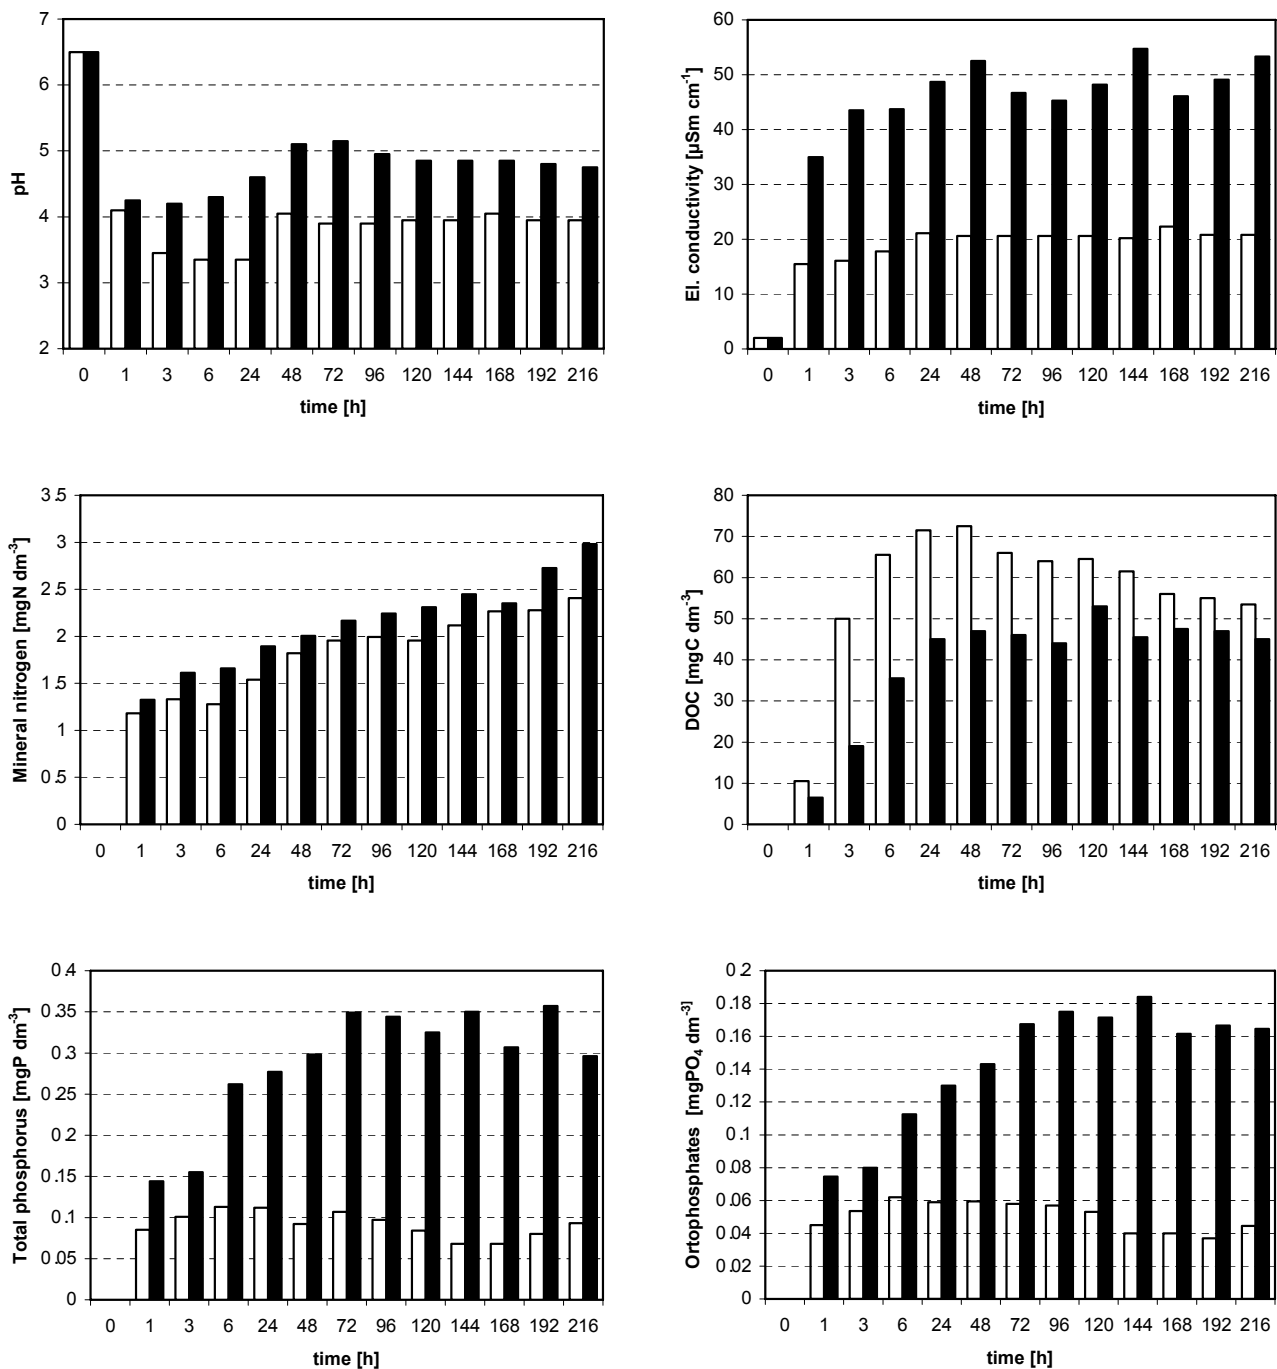 7
6
5
4
3
2
pH
0 1 3 6 24 48 72 96 120 144 168 192 216
time [h]
60
50
40
30
20
10
0
El. conductivity [µSm cm-1]
0 1 3 6 24 48 72 96 120 144 168 192 216
time [h]
3.5
3
2.5
2
1.5
1
0.5
0
Mineral nitrogen [mgN dm-3]
0 1 3 6 24 48 72 96 120 144 168 192 216
time [h]
80
70
60
50
40
30
20
10
0
DOC [mgC dm-3]
0 1 3 6 24 48 72 96 120 144 168 192 216
time [h]
0.4
0.35
0.3
0.25
0.2
0.15
0.1
0.05
0
Total phosphorus [mgP dm-3]
0 1 3 6 24 48 72 96 120 144 168 192 216
time [h]
0.2
0.18
0.16
0.14
0.12
0.1
0.08
0.06
0.04
0.02
0
Ortophosphates [mgPO4 dm-3]
0 1 3 6 24 48 72 96 120 144 168 192 216
time [h]